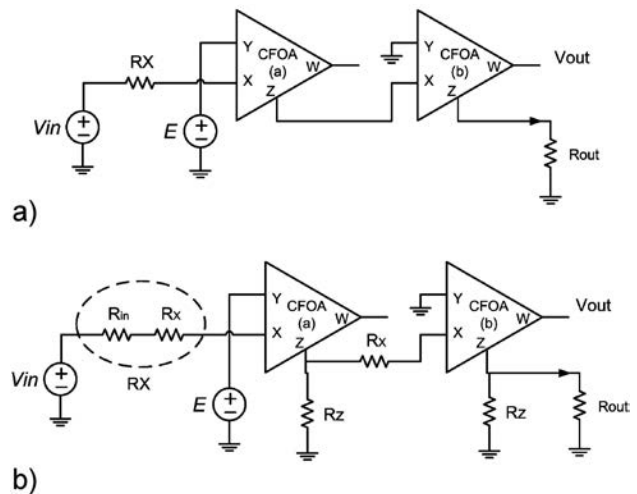 RX
Vin
E
Y
X
CFOA
(a)
Z
W
Y
X
CFOA
(b)
Z
W
Vout
Rout
a)
Rin
Rx
RX
Vin
E
Y
X
CFOA
(a)
Z
W
Rx
Rz
Y
X
CFOA
(b)
Z
W
Vout
Rz
Rout
b)